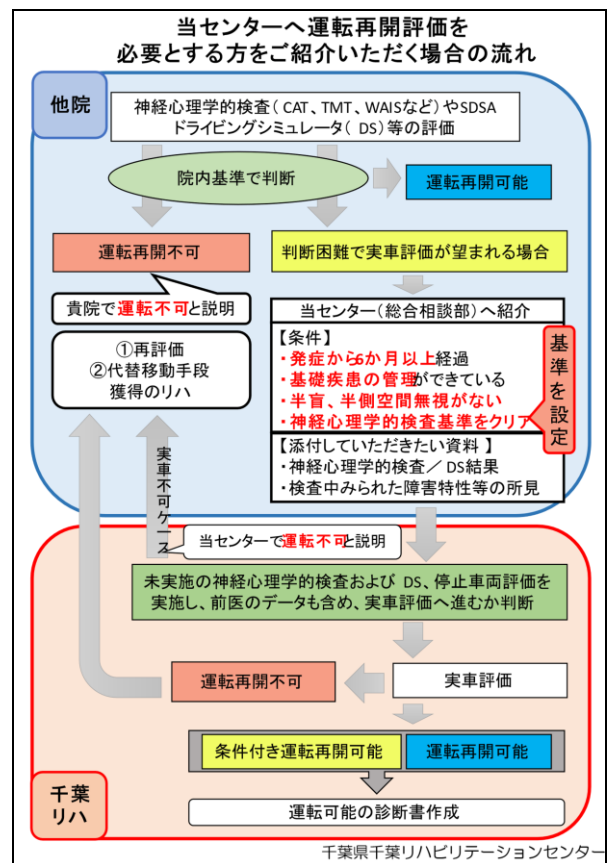 当センターへ運転再開評価を
必要とする方をご紹介いただく場合の流れ
他院
神経心理学的検査(CAT、TMT、WAISなど)やSDSA
ドライビングシミュレータ(DS)等の評価
院内基準で判断
運転再開可能
運転再開不可
判断困難で実車評価が望まれる場合
貴院で運転不可と説明
①再評価
②代替移動手段
獲得のリハ
当センター(総合相談部)へ紹介
【条件】
・発症から6か月以上経過
・基礎疾患の管理ができている
・半盲、半側空間無視がない
・神経心理学的検査基準をクリア
基準を設定
【添付していただきたい資料】
・神経心理学的検査/DS結果
・検査中みられた障害特性等の所見
実車不可ケース
当センターで運転不可と説明
未実施の神経心理学的検査および DS、停止車両評価を
実施し、前医のデータも含め、実車評価へ進むか判断
運転再開不可
実車評価
条件付き運転再開可能
運転再開可能
千葉
リハ
運転可能の診断書作成
千葉県千葉リハビリテーションセンター